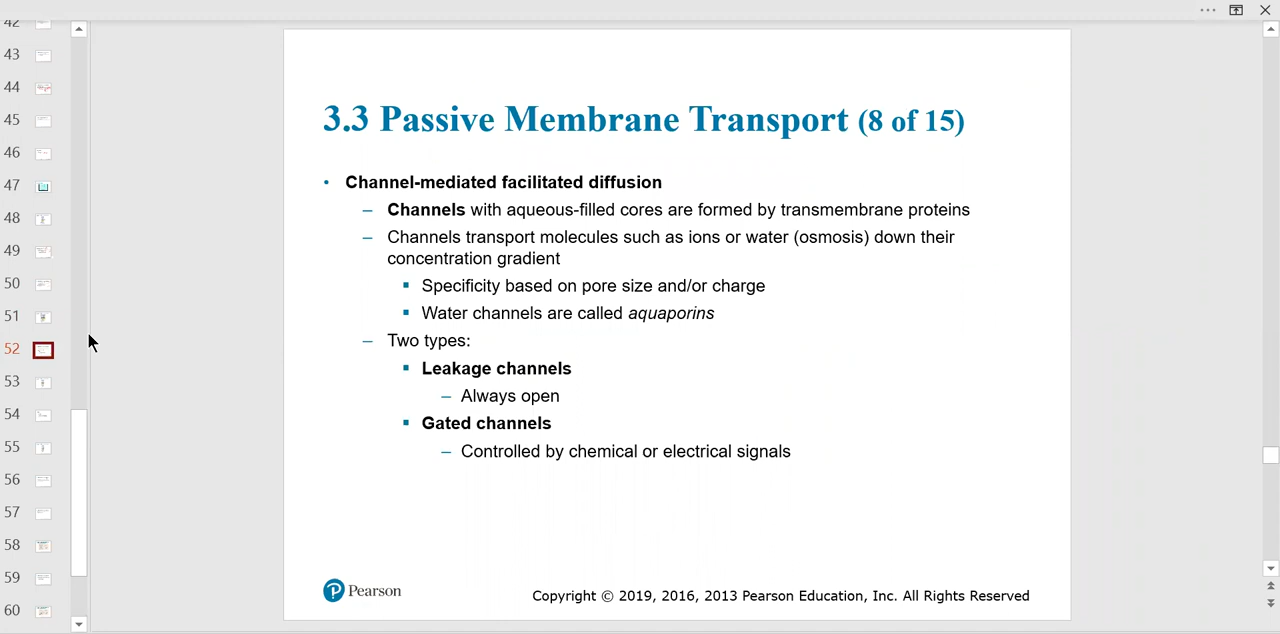 42
43
44
45
46
47
48
49
50
51
52
53
54
55
56
57
58
59
60
3.3 Passive Membrane Transport (8 of 15)
• Channel-mediated facilitated diffusion
– Channels with aqueous-filled cores are formed by transmembrane proteins
– Channels transport molecules such as ions or water (osmosis) down their
concentration gradient
▪ Specificity based on pore size and/or charge
▪ Water channels are called aquaporins
– Two types:
▪ Leakage channels
– Always open
▪ Gated channels
– Controlled by chemical or electrical signals
P Pearson
Copyright © 2019, 2016, 2013 Pearson Education, Inc. All Rights Reserved